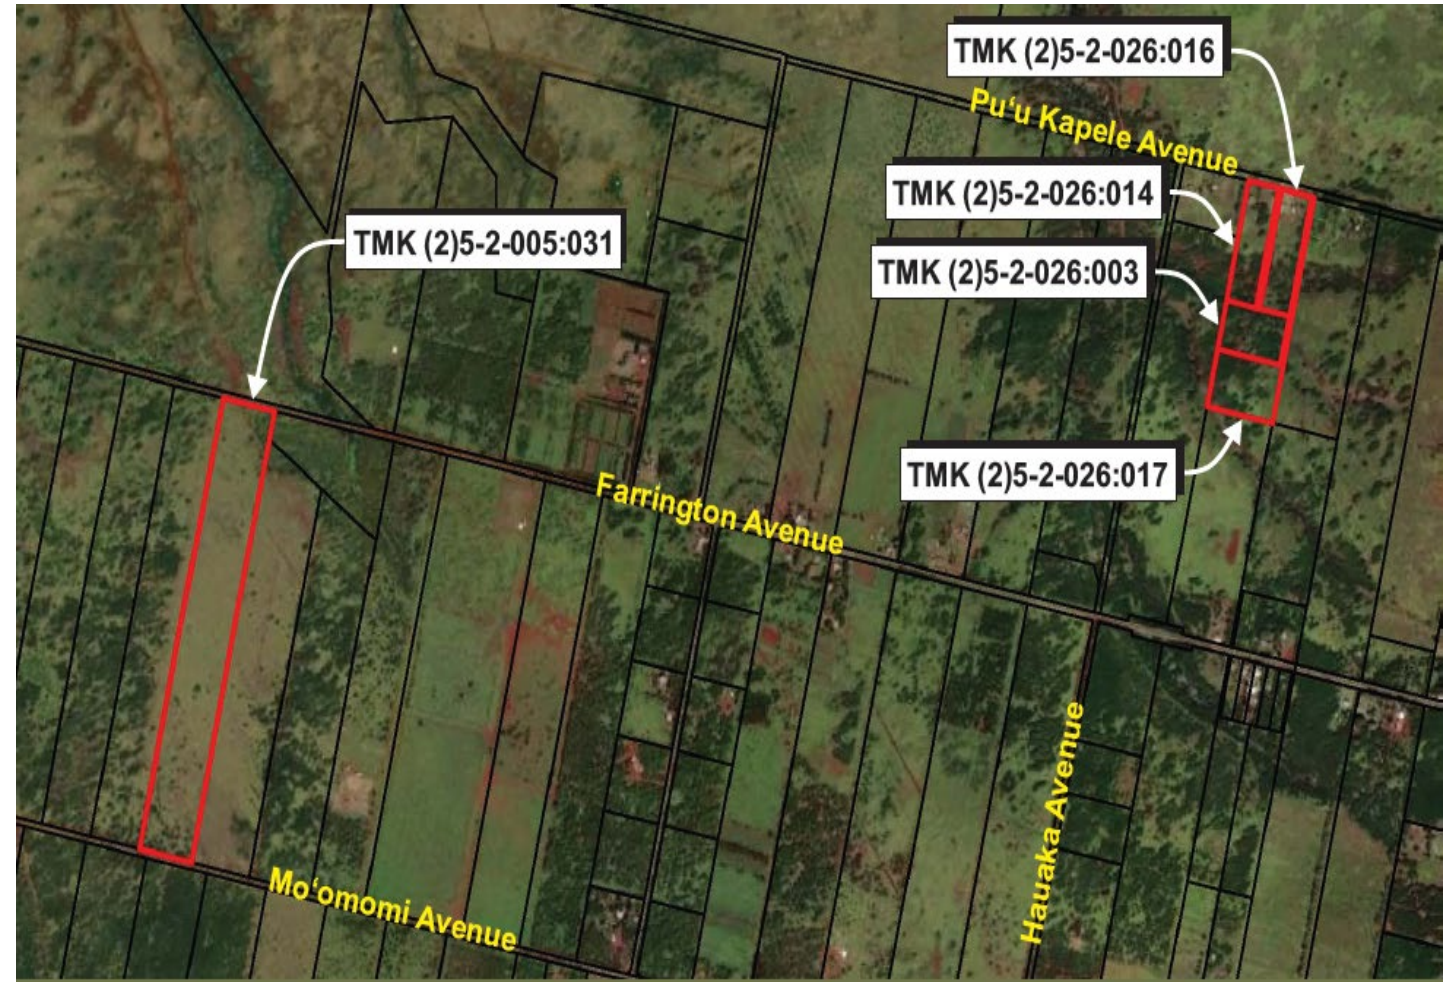 TMK (2)5-2-026:016
Pu‘u Kapele Avenue
TMK (2)5-2-026:014
TMK (2)5-2-005:031
TMK (2)5-2-026:003
TMK (2)5-2-026:017
Farrington Avenue
Hauaka Avenue
Mo‘omomi Avenue